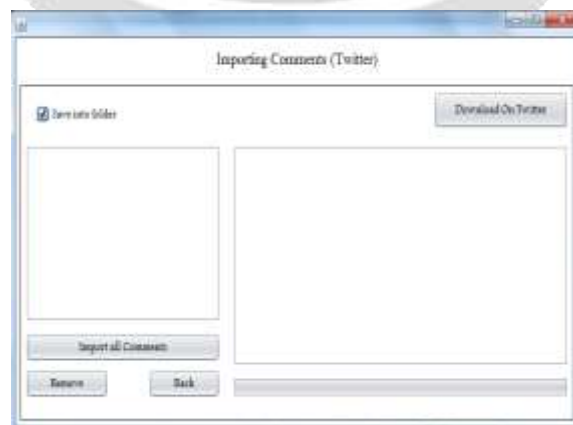 Importing Comments (Twitter)
Save into folder
Download On Twitter
Import all Comments
Remove
Back